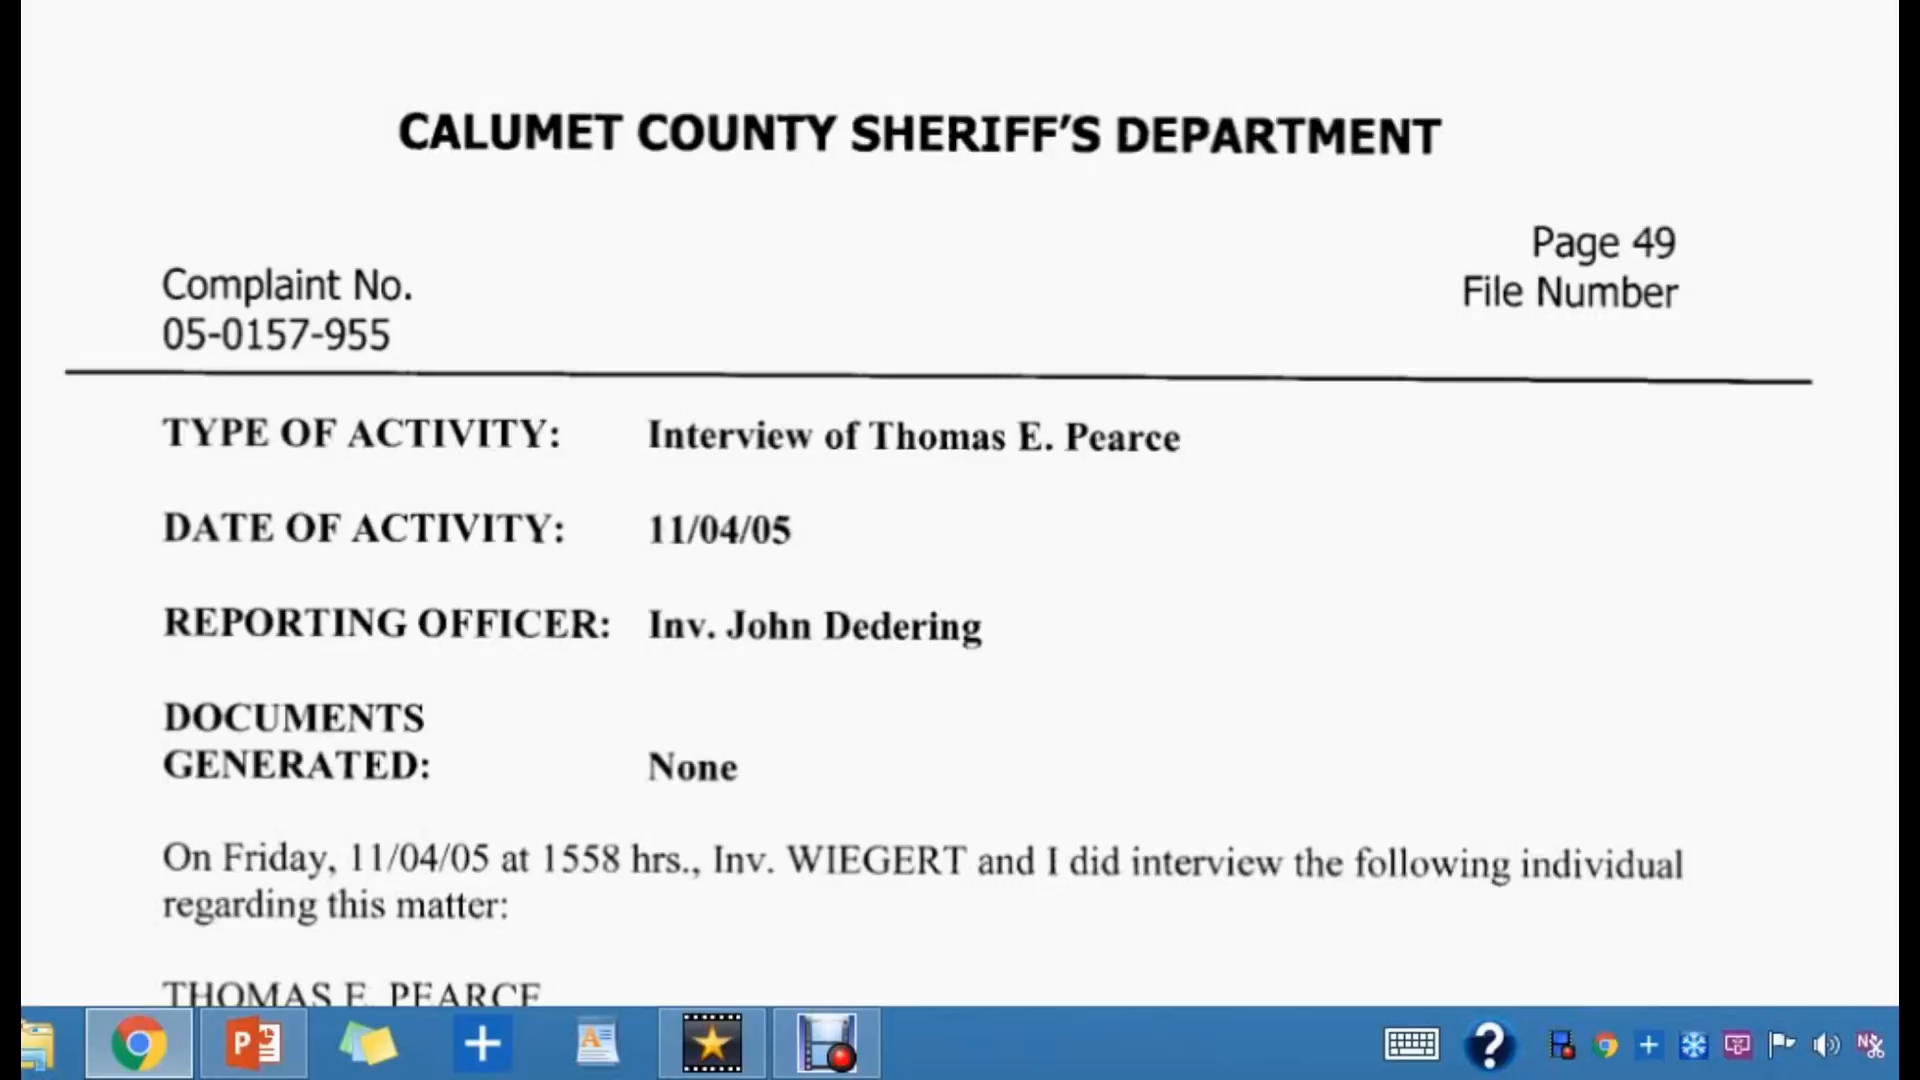 CALUMET COUNTY SHERIFF'S DEPARTMENT
Page 49
Complaint No.
File Number
05-0157-955
TYPE OF ACTIVITY: Interview of Thomas E. Pearce
DATE OF ACTIVITY: 11/04/05
REPORTING OFFICER: Inv. John Dedering
DOCUMENTS
GENERATED: None
On Friday, 11/04/05 at 1558 hrs., Inv. WIEGERT and I did interview the following individual
regarding this matter:
THOMAS E. PEARCE